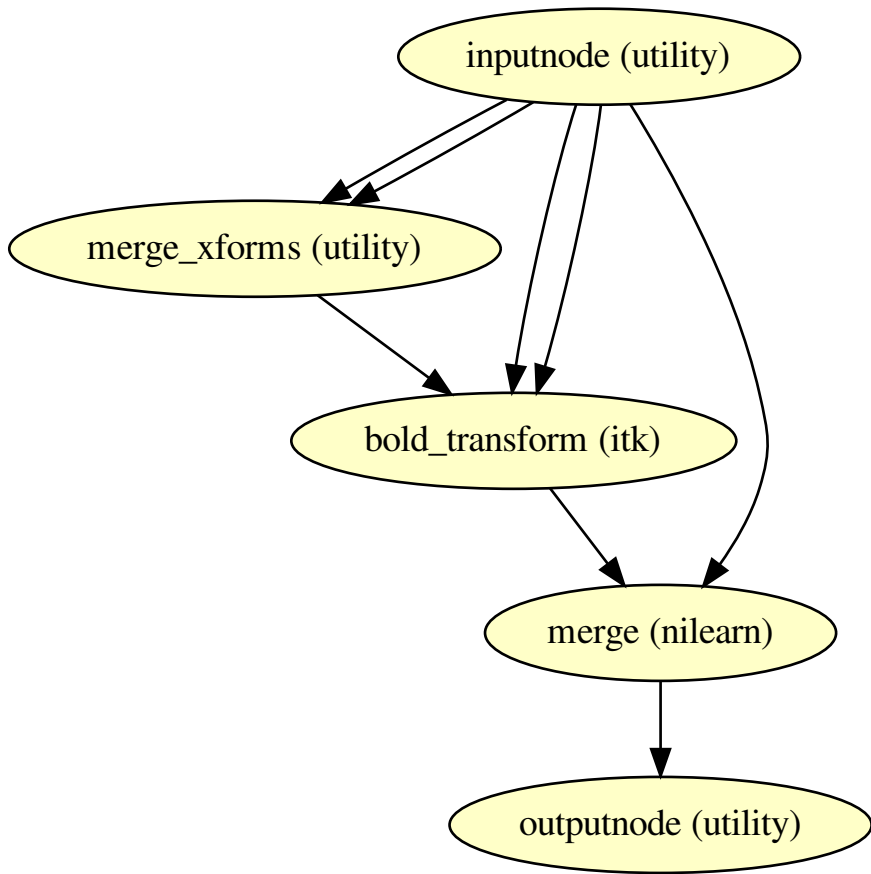 inputnode (utility)
merge_xforms (utility)
bold_transform (itk)
merge (nilearn)
outputnode (utility)